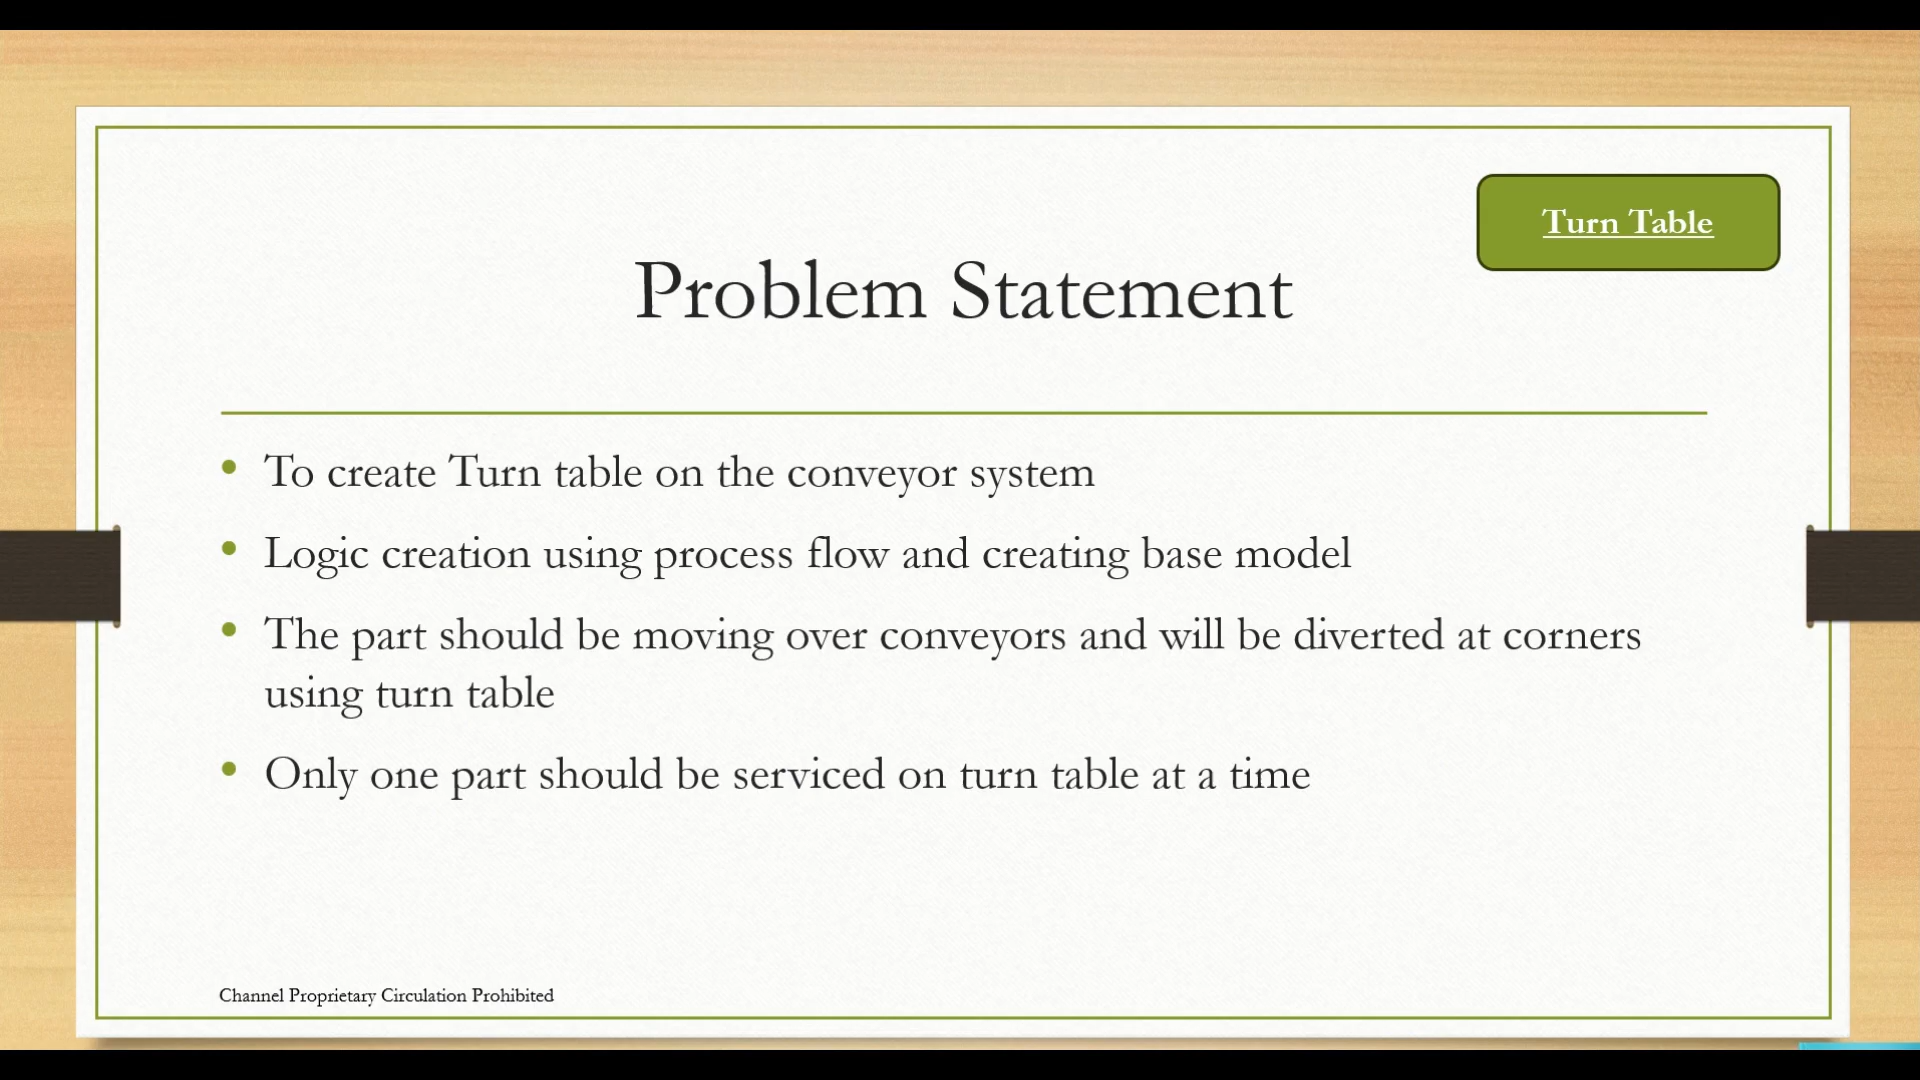 Turn Table
Problem Statement
• To create Turn table on the conveyor system
• Logic creation using process flow and creating base model
• The part should be moving over conveyors and will be diverted at corners
using turn table
• Only one part should be serviced on turn table at a time
Channel Proprietary Circulation Prohibited